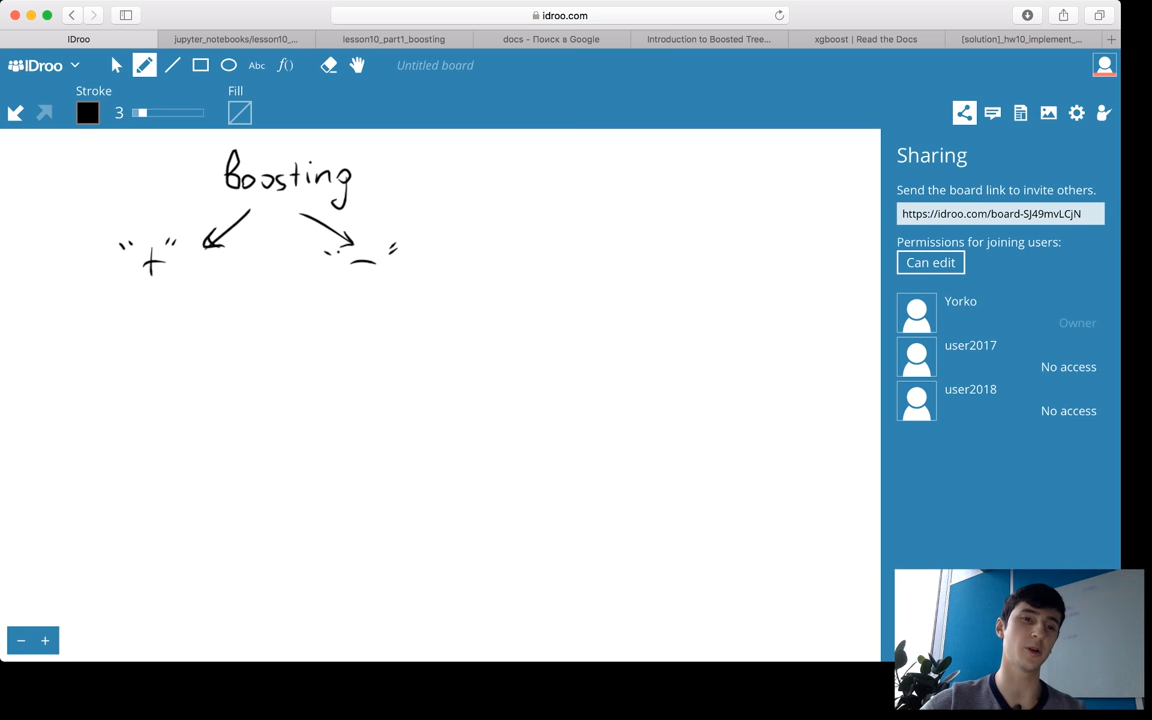 idroo.com
IDroo
jupyter_notebooks/lesson10_...
lesson10_part1_boosting
docs - Поиск в Google
Introduction to Boosted Tree...
xgboost | Read the Docs
[solution]_hw10_implement_...
IDroo
Abc
f()
Untitled board
Stroke
3
Fill
Boosting
"+"
"-"
Sharing
Send the board link to invite others.
https://idroo.com/board-SJ49mvLCjN
Permissions for joining users:
Can edit
Yorko
Owner
user2017
No access
user2018
No access
− +